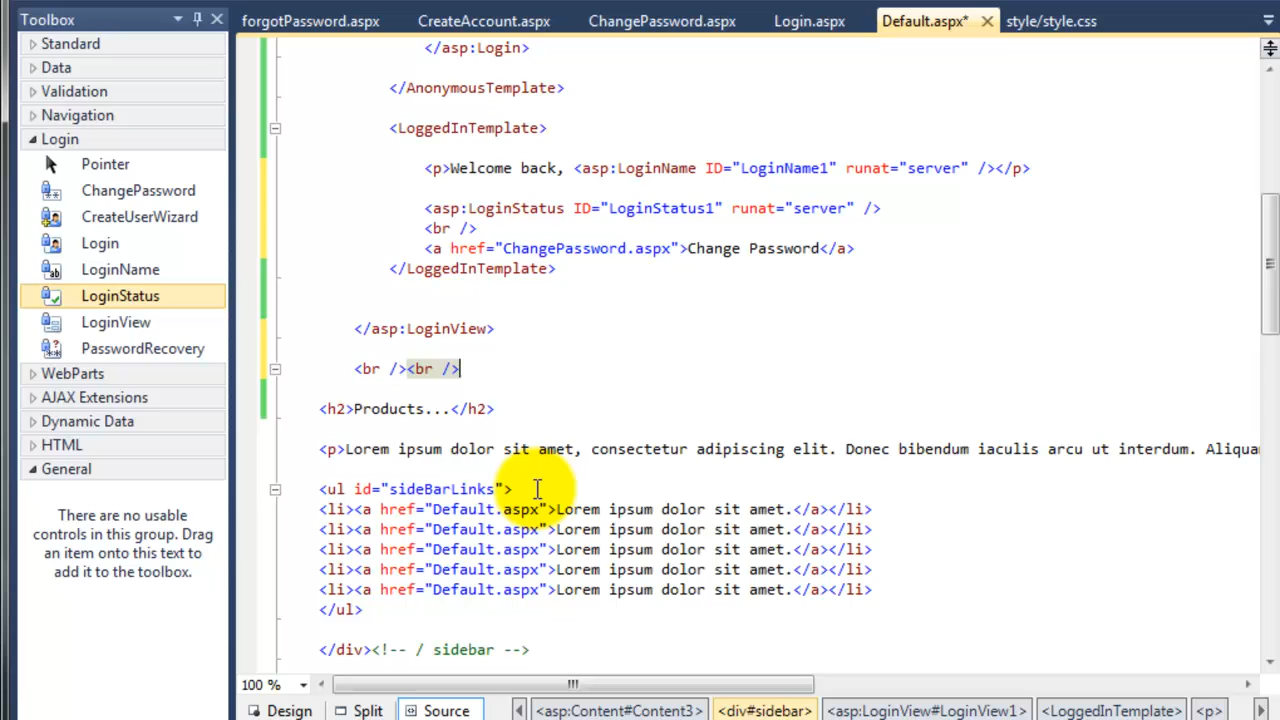 Toolbox
forgotPassword.aspx
CreateAccount.aspx
ChangePassword.aspx
Login.aspx
Default.aspx*
style/style.css
Standard
Data
Validation
Navigation
Login
Pointer
ChangePassword
CreateUserWizard
Login
LoginName
LoginStatus
LoginView
PasswordRecovery
WebParts
AJAX Extensions
Dynamic Data
HTML
General
There are no usable
controls in this group. Drag
an item onto this text to
add it to the toolbox.
</asp:Login>
</AnonymousTemplate>
<LoggedInTemplate>
<p>Welcome back, <asp:LoginName ID="LoginName1" runat="server" /></p>
<asp:LoginStatus ID="LoginStatus1" runat="server" />
<br />
<a href="ChangePassword.aspx">Change Password</a>
</LoggedInTemplate>
</asp:LoginView>
<br /><br />
<h2>Products...</h2>
<p>Lorem ipsum dolor sit amet, consectetur adipiscing elit. Donec bibendum iaculis arcu ut interdum. Aliqua
<ul id="sideBarLinks">
<li><a href="Default.aspx">Lorem ipsum dolor sit amet.</a></li>
<li><a href="Default.aspx">Lorem ipsum dolor sit amet.</a></li>
<li><a href="Default.aspx">Lorem ipsum dolor sit amet.</a></li>
<li><a href="Default.aspx">Lorem ipsum dolor sit amet.</a></li>
<li><a href="Default.aspx">Lorem ipsum dolor sit amet.</a></li>
</ul>
</div><!-- / sidebar -->
100 %
Design
Split
Source
<asp:Content#Content3>
<div#sidebar>
<asp:LoginView#LoginView1>
<LoggedInTemplate>
<p>